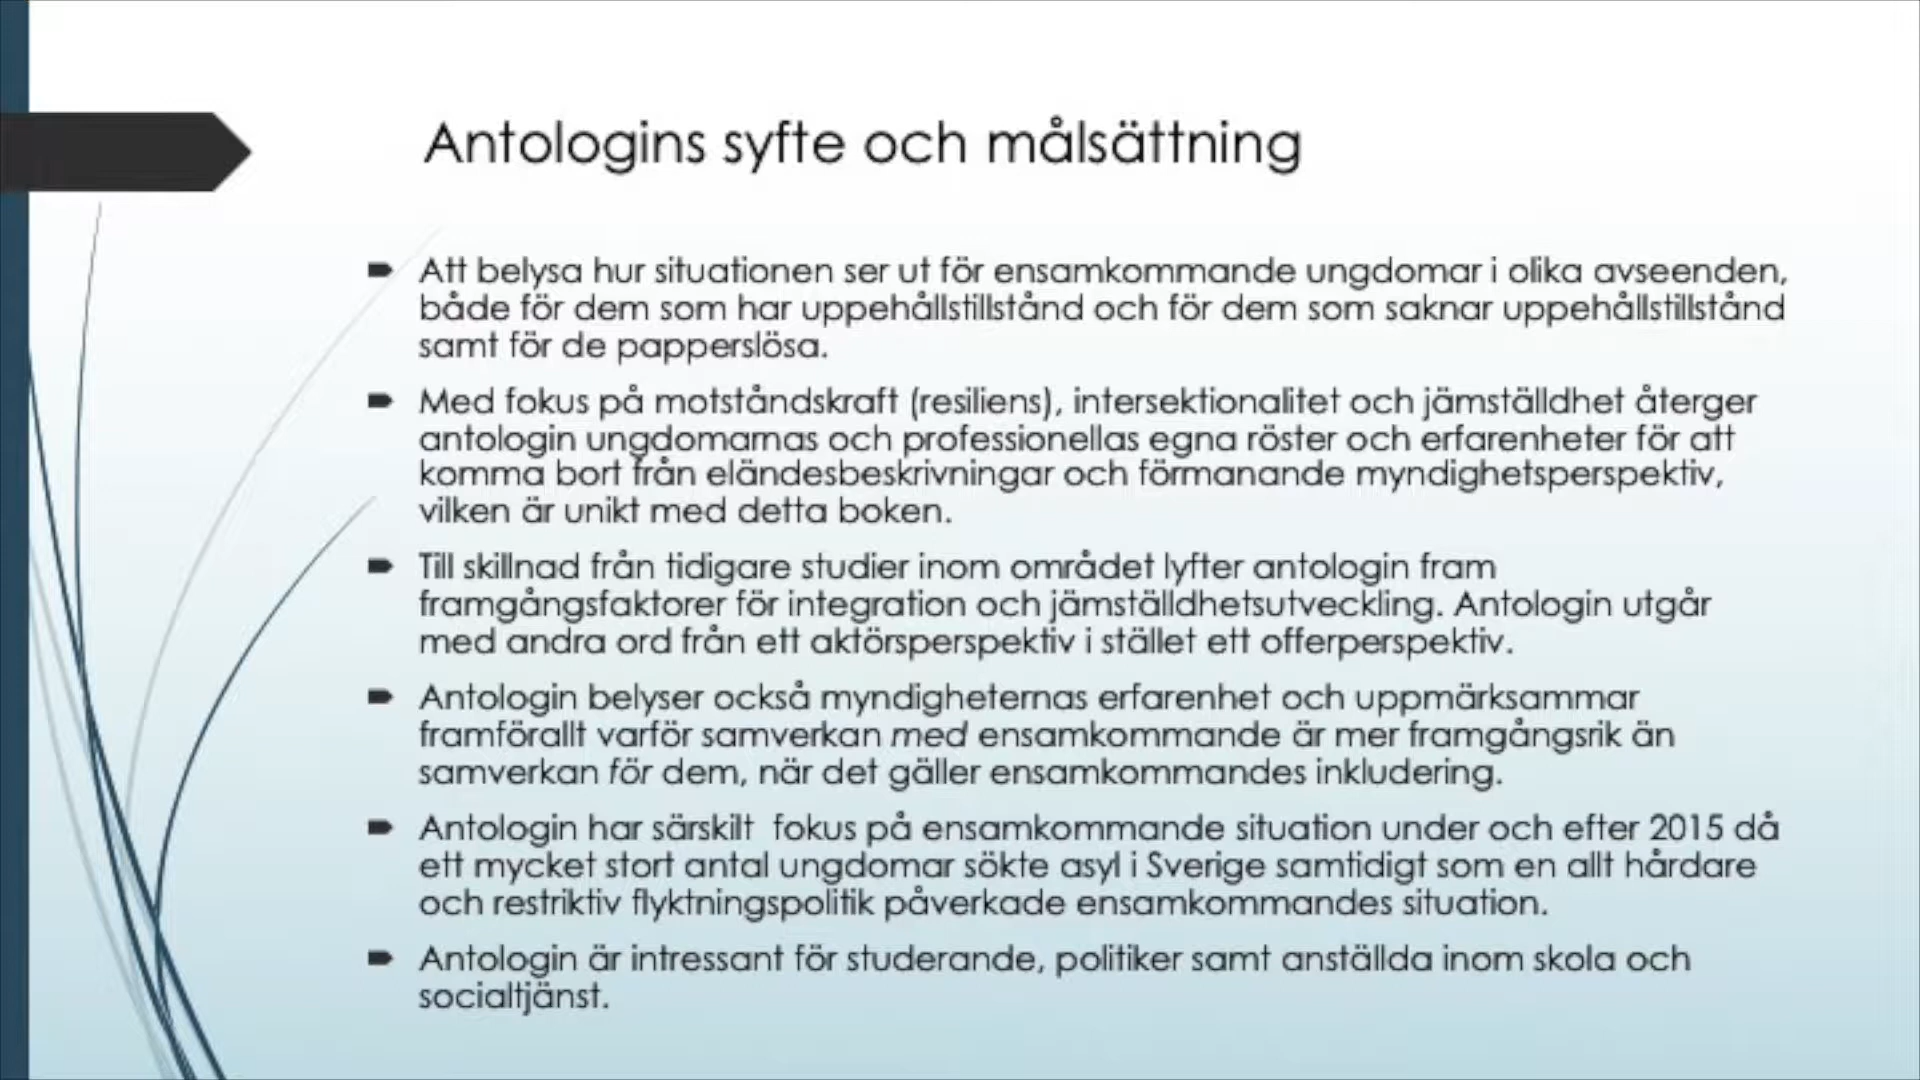 Antologins syfte och målsättning
Att belysa hur situationen ser ut för ensamkommande ungdomar i olika avseenden,
både för dem som har uppehållstillstånd och för dem som saknar uppehållstillstånd
samt för de papperslösa.
Med fokus på motståndskraft (resiliens), intersektionalitet och jämställdhet återger
antologin ungdomarnas och professionellas egna röster och erfarenheter för att
komma bort från eländesbeskrivningar och förmanande myndighetsperspektiv,
vilken är unikt med detta boken.
Till skillnad från tidigare studier inom området lyfter antologin fram
framgångsfaktorer för integration och jämställdhetsutveckling. Antologin utgår
med andra ord från ett aktörsperspektiv i stället ett offerperspektiv.
Antologin belyser också myndigheternas erfarenhet och uppmärksammar
framförallt varför samverkan med ensamkommande är mer framgångsrik än
samverkan för dem, när det gäller ensamkommandes inkludering.
Antologin har särskilt fokus på ensamkommande situation under och efter 2015 då
ett mycket stort antal ungdomar sökte asyl i Sverige samtidigt som en allt hårdare
och restriktiv flyktningspolitik påverkade ensamkommandes situation.
Antologin är intressant för studerande, politiker samt anställda inom skola och
socialtjänst.